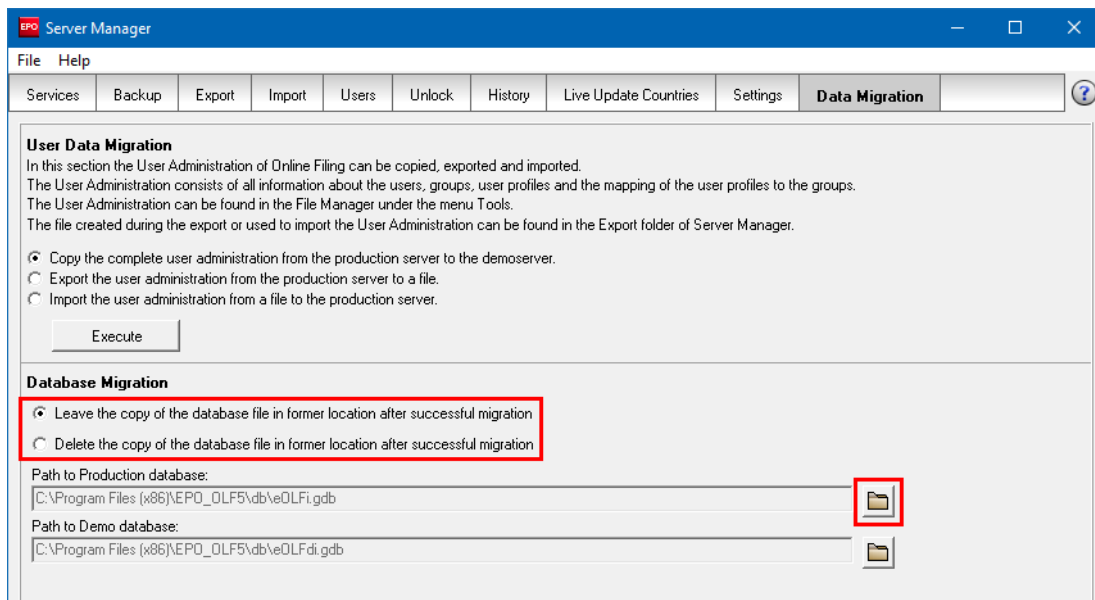 EPO Server Manager
File Help
Services Backup Export Import Users Unlock History Live Update Countries Settings Data Migration ?
User Data Migration
In this section the User Administration of Online Filing can be copied, exported and imported.
The User Administration consists of all information about the users, groups, user profiles and the mapping of the user profiles to the groups.
The User Administration can be found in the File Manager under the menu Tools.
The file created during the export or used to import the User Administration can be found in the Export folder of Server Manager.
Copy the complete user administration from the production server to the demoserver.
Export the user administration from the production server to a file.
Import the user administration from a file to the production server.
Execute
Database Migration
Leave the copy of the database file in former location after successful migration
Delete the copy of the database file in former location after successful migration
Path to Production database:
C:\Program Files (x86)\EPO_OLF5\db\eOLFi.gdb
Path to Demo database:
C:\Program Files (x86)\EPO_OLF5\db\eOLFdi.gdb